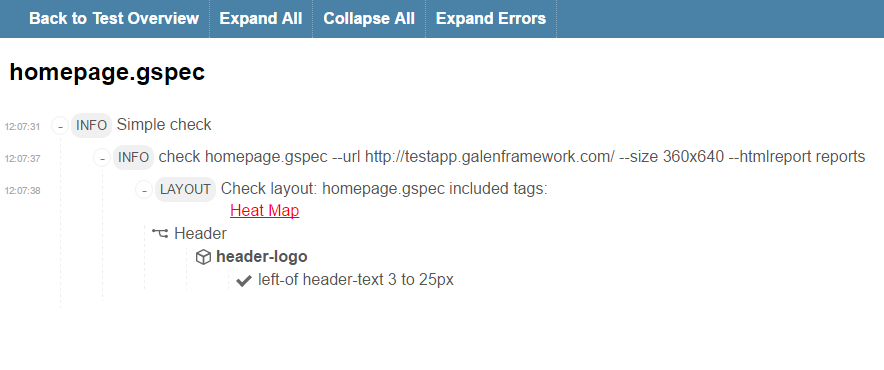 Back to Test Overview Expand All Collapse All Expand Errors
homepage.gspec
12:07:31 - INFO Simple check
12:07:37 - INFO check homepage.gspec --url http://testapp.galenframework.com/ --size 360x640 --htmlreport reports
12:07:38 - LAYOUT Check layout: homepage.gspec included tags:
Heat Map
Header
header-logo
left-of header-text 3 to 25px